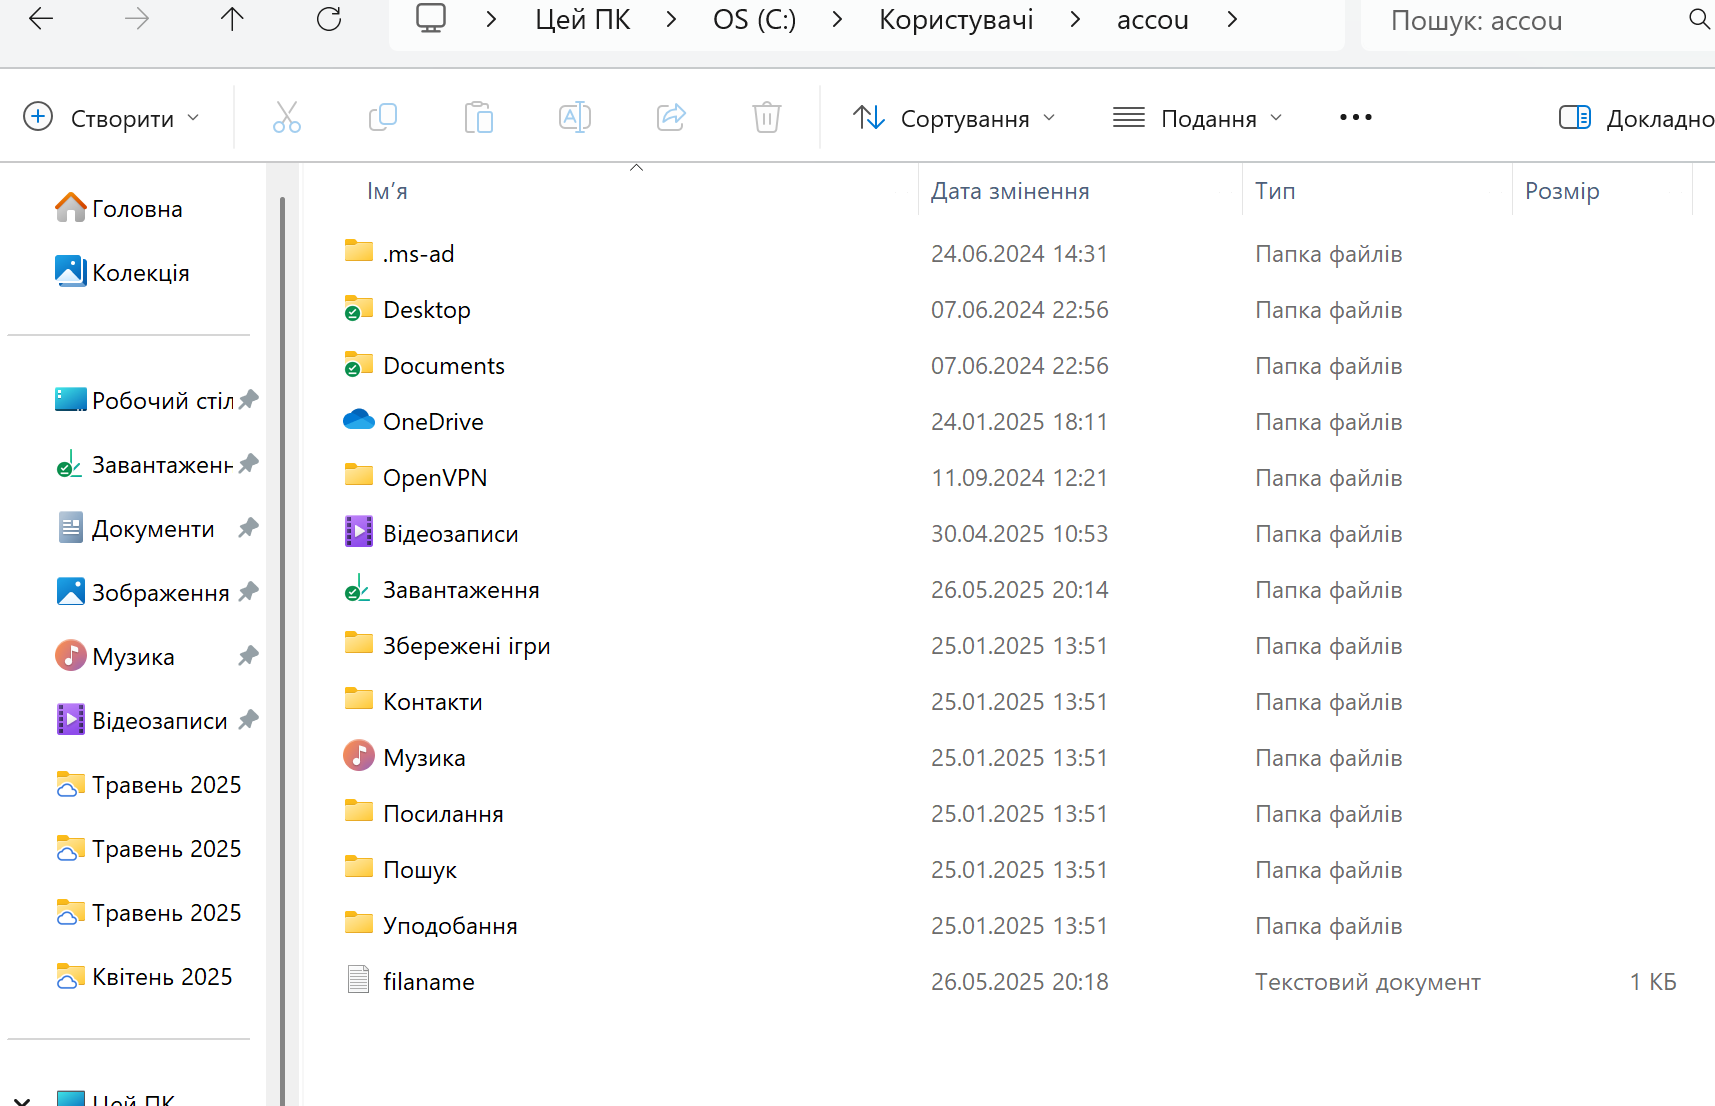 Цей ПК OS (C:) Користувачі accou Пошук: accou
Створити Сортування Подання Докладно
Ім’я Дата змінення Тип Розмір
Головна
Колекція
Робочий стіл
Завантажен
Документи
Зображення
Музика
Відеозаписи
Травень 2025
Травень 2025
Травень 2025
Квітень 2025
Цей ПК
.ms-ad 24.06.2024 14:31 Папка файлів
Desktop 07.06.2024 22:56 Папка файлів
Documents 07.06.2024 22:56 Папка файлів
OneDrive 24.01.2025 18:11 Папка файлів
OpenVPN 11.09.2024 12:21 Папка файлів
Відеозаписи 30.04.2025 10:53 Папка файлів
Завантаження 26.05.2025 20:14 Папка файлів
Збережені ігри 25.01.2025 13:51 Папка файлів
Контакти 25.01.2025 13:51 Папка файлів
Музика 25.01.2025 13:51 Папка файлів
Посилання 25.01.2025 13:51 Папка файлів
Пошук 25.01.2025 13:51 Папка файлів
Уподобання 25.01.2025 13:51 Папка файлів
filaname 26.05.2025 20:18 Текстовий документ 1 КБ